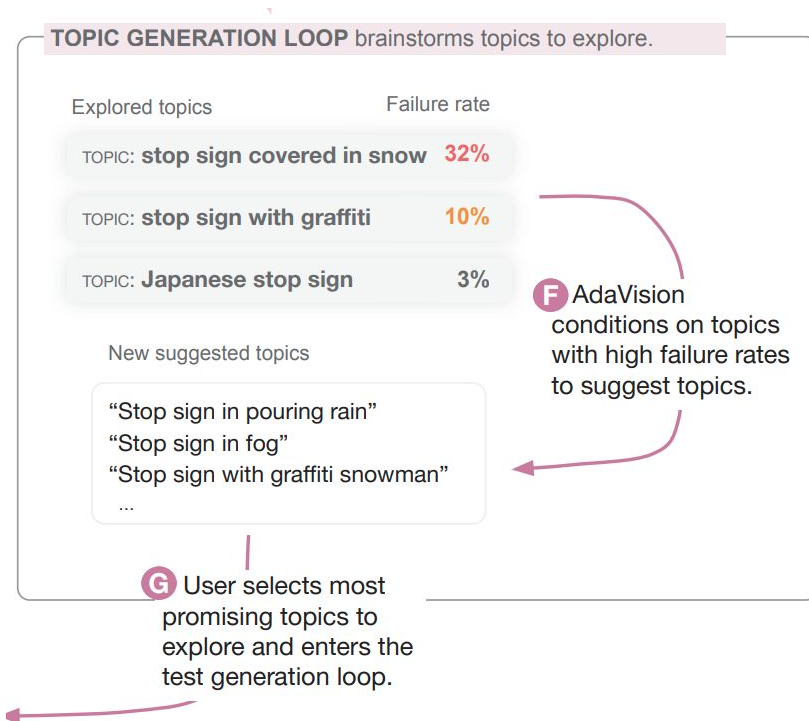 TOPIC GENERATION LOOP brainstorms topics to explore.
Explored topics Failure rate
TOPIC: stop sign covered in snow 32%
TOPIC: stop sign with graffiti 10%
TOPIC: Japanese stop sign 3%
F AdaVision
conditions on topics
with high failure rates
to suggest topics.
New suggested topics
“Stop sign in pouring rain”
“Stop sign in fog”
“Stop sign with graffiti snowman”
...
G User selects most
promising topics to
explore and enters the
test generation loop.